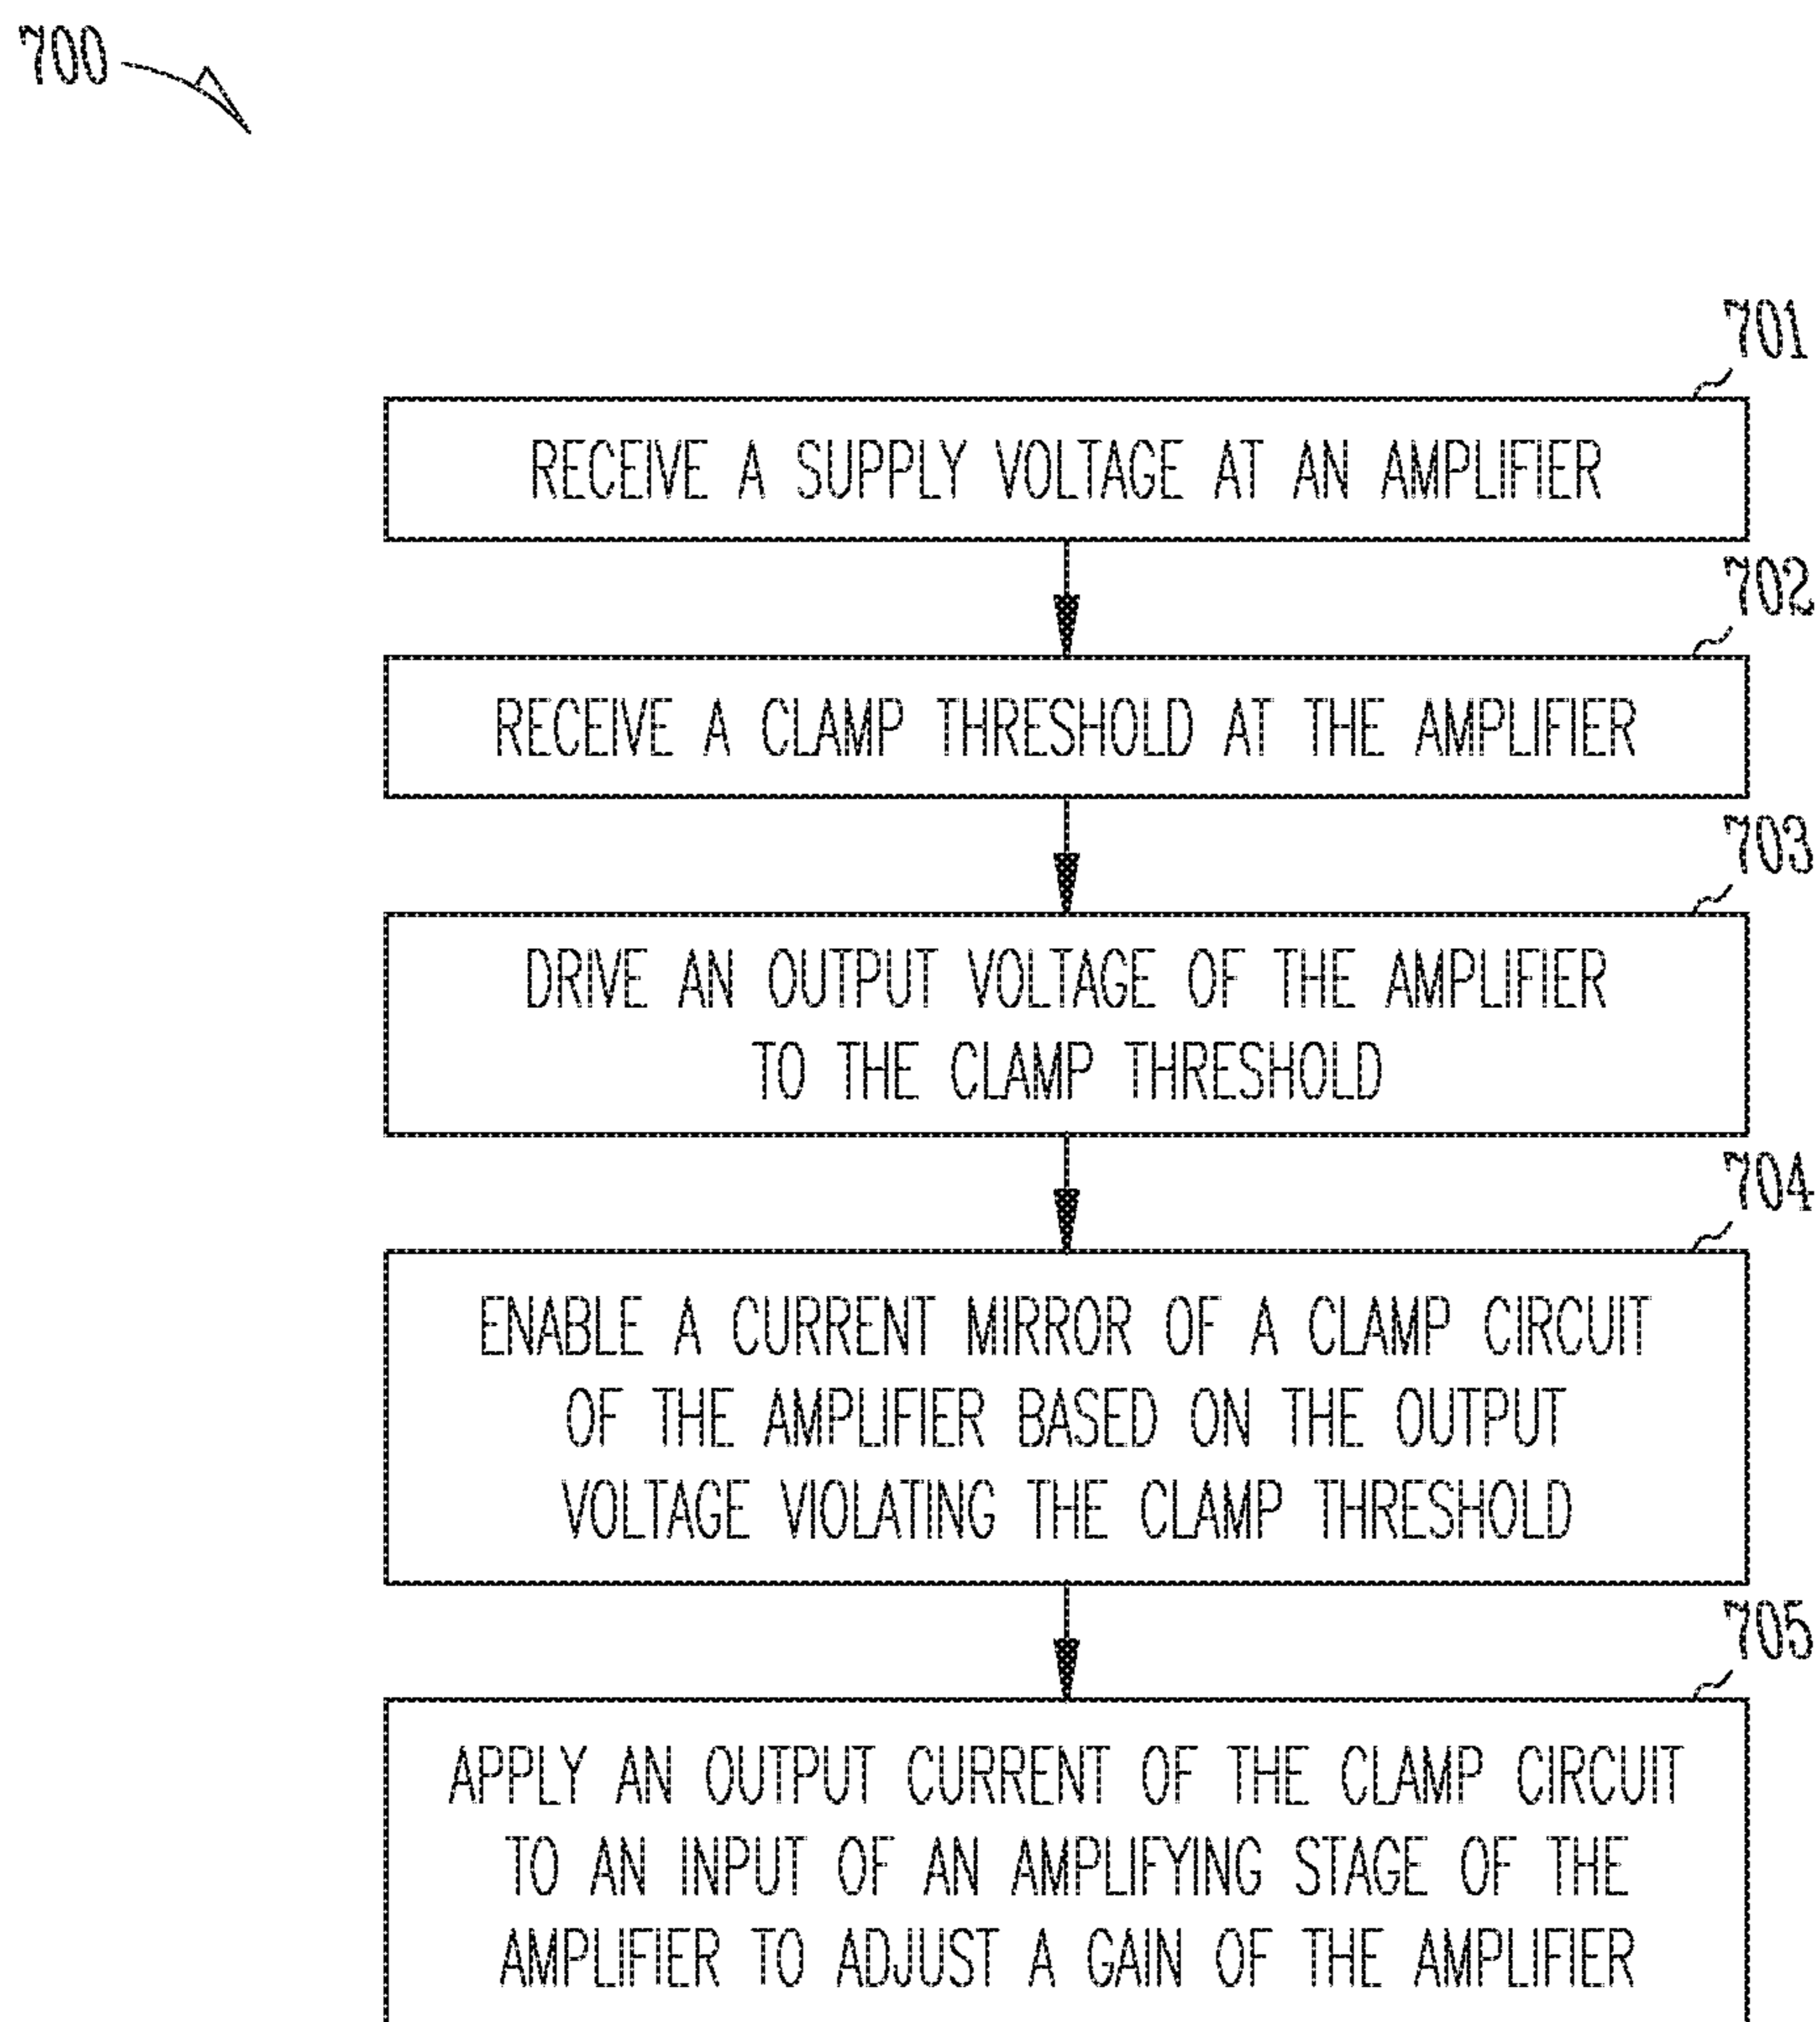 700
701
RECEIVE A SUPPLY VOLTAGE AT AN AMPLIFIER
702
RECEIVE A CLAMP THRESHOLD AT THE AMPLIFIER
703
DRIVE AN OUTPUT VOLTAGE OF THE AMPLIFIER
TO THE CLAMP THRESHOLD
704
ENABLE A CURRENT MIRROR OF A CLAMP CIRCUIT
OF THE AMPLIFIER BASED ON THE OUTPUT
VOLTAGE VIOLATING THE CLAMP THRESHOLD
705
APPLY AN OUTPUT CURRENT OF THE CLAMP CIRCUIT
TO AN INPUT OF AN AMPLIFYING STAGE OF THE
AMPLIFIER TO ADJUST A GAIN OF THE AMPLIFIER